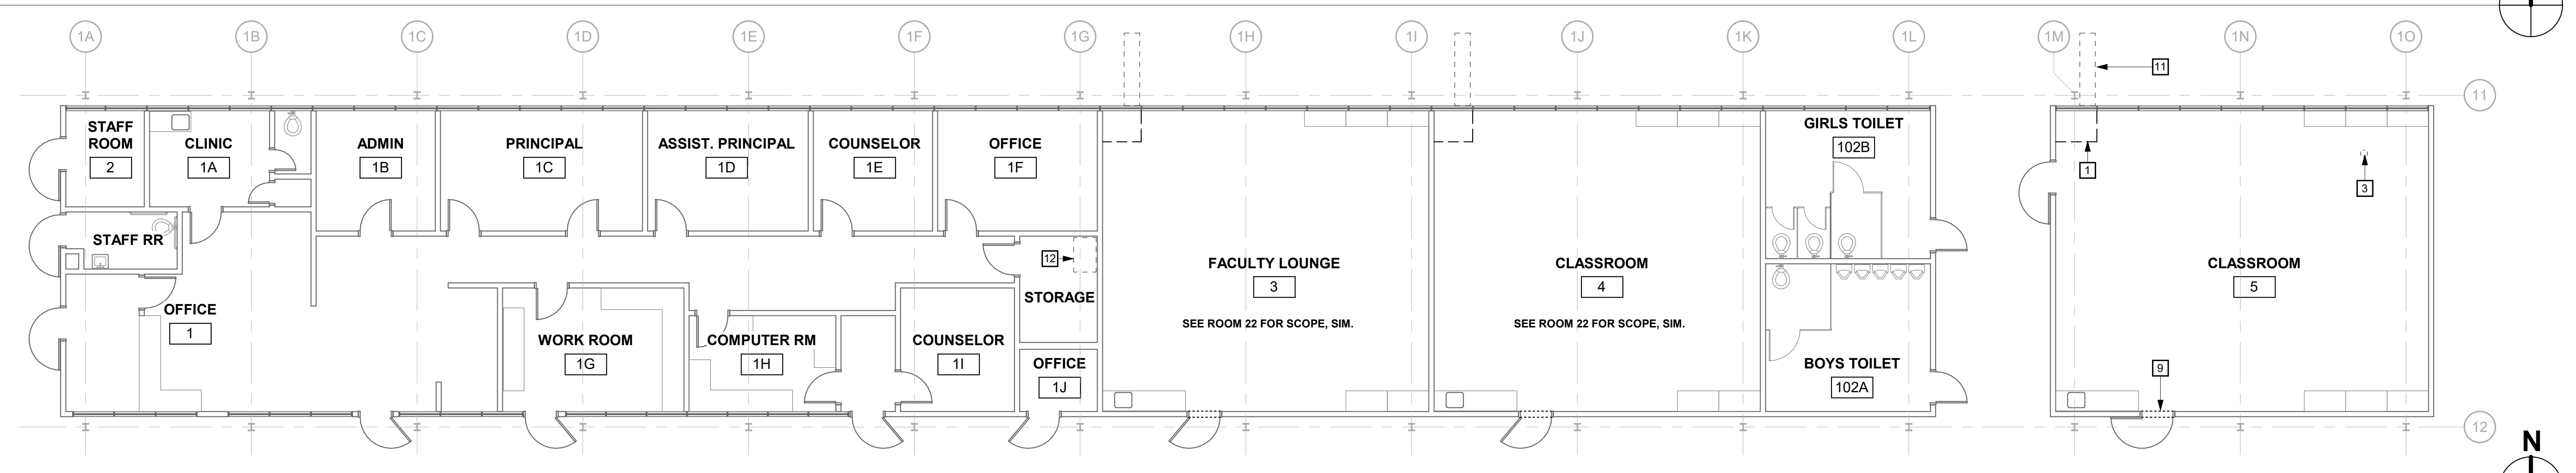 1A 1B 1C 1D 1E 1F 1G 1H 1I 1J 1K 1L 1M 1N 1O
11
11
STAFF
ROOM
2
CLINIC
1A
ADMIN
1B
PRINCIPAL
1C
ASSIST. PRINCIPAL
1D
COUNSELOR
1E
OFFICE
1F
GIRLS TOILET
102B
1
3
STAFF RR
12
STORAGE
FACULTY LOUNGE
3
SEE ROOM 22 FOR SCOPE, SIM.
CLASSROOM
4
SEE ROOM 22 FOR SCOPE, SIM.
CLASSROOM
5
OFFICE
1
WORK ROOM
1G
COMPUTER RM
1H
COUNSELOR
1I
OFFICE
1J
BOYS TOILET
102A
9
12
N